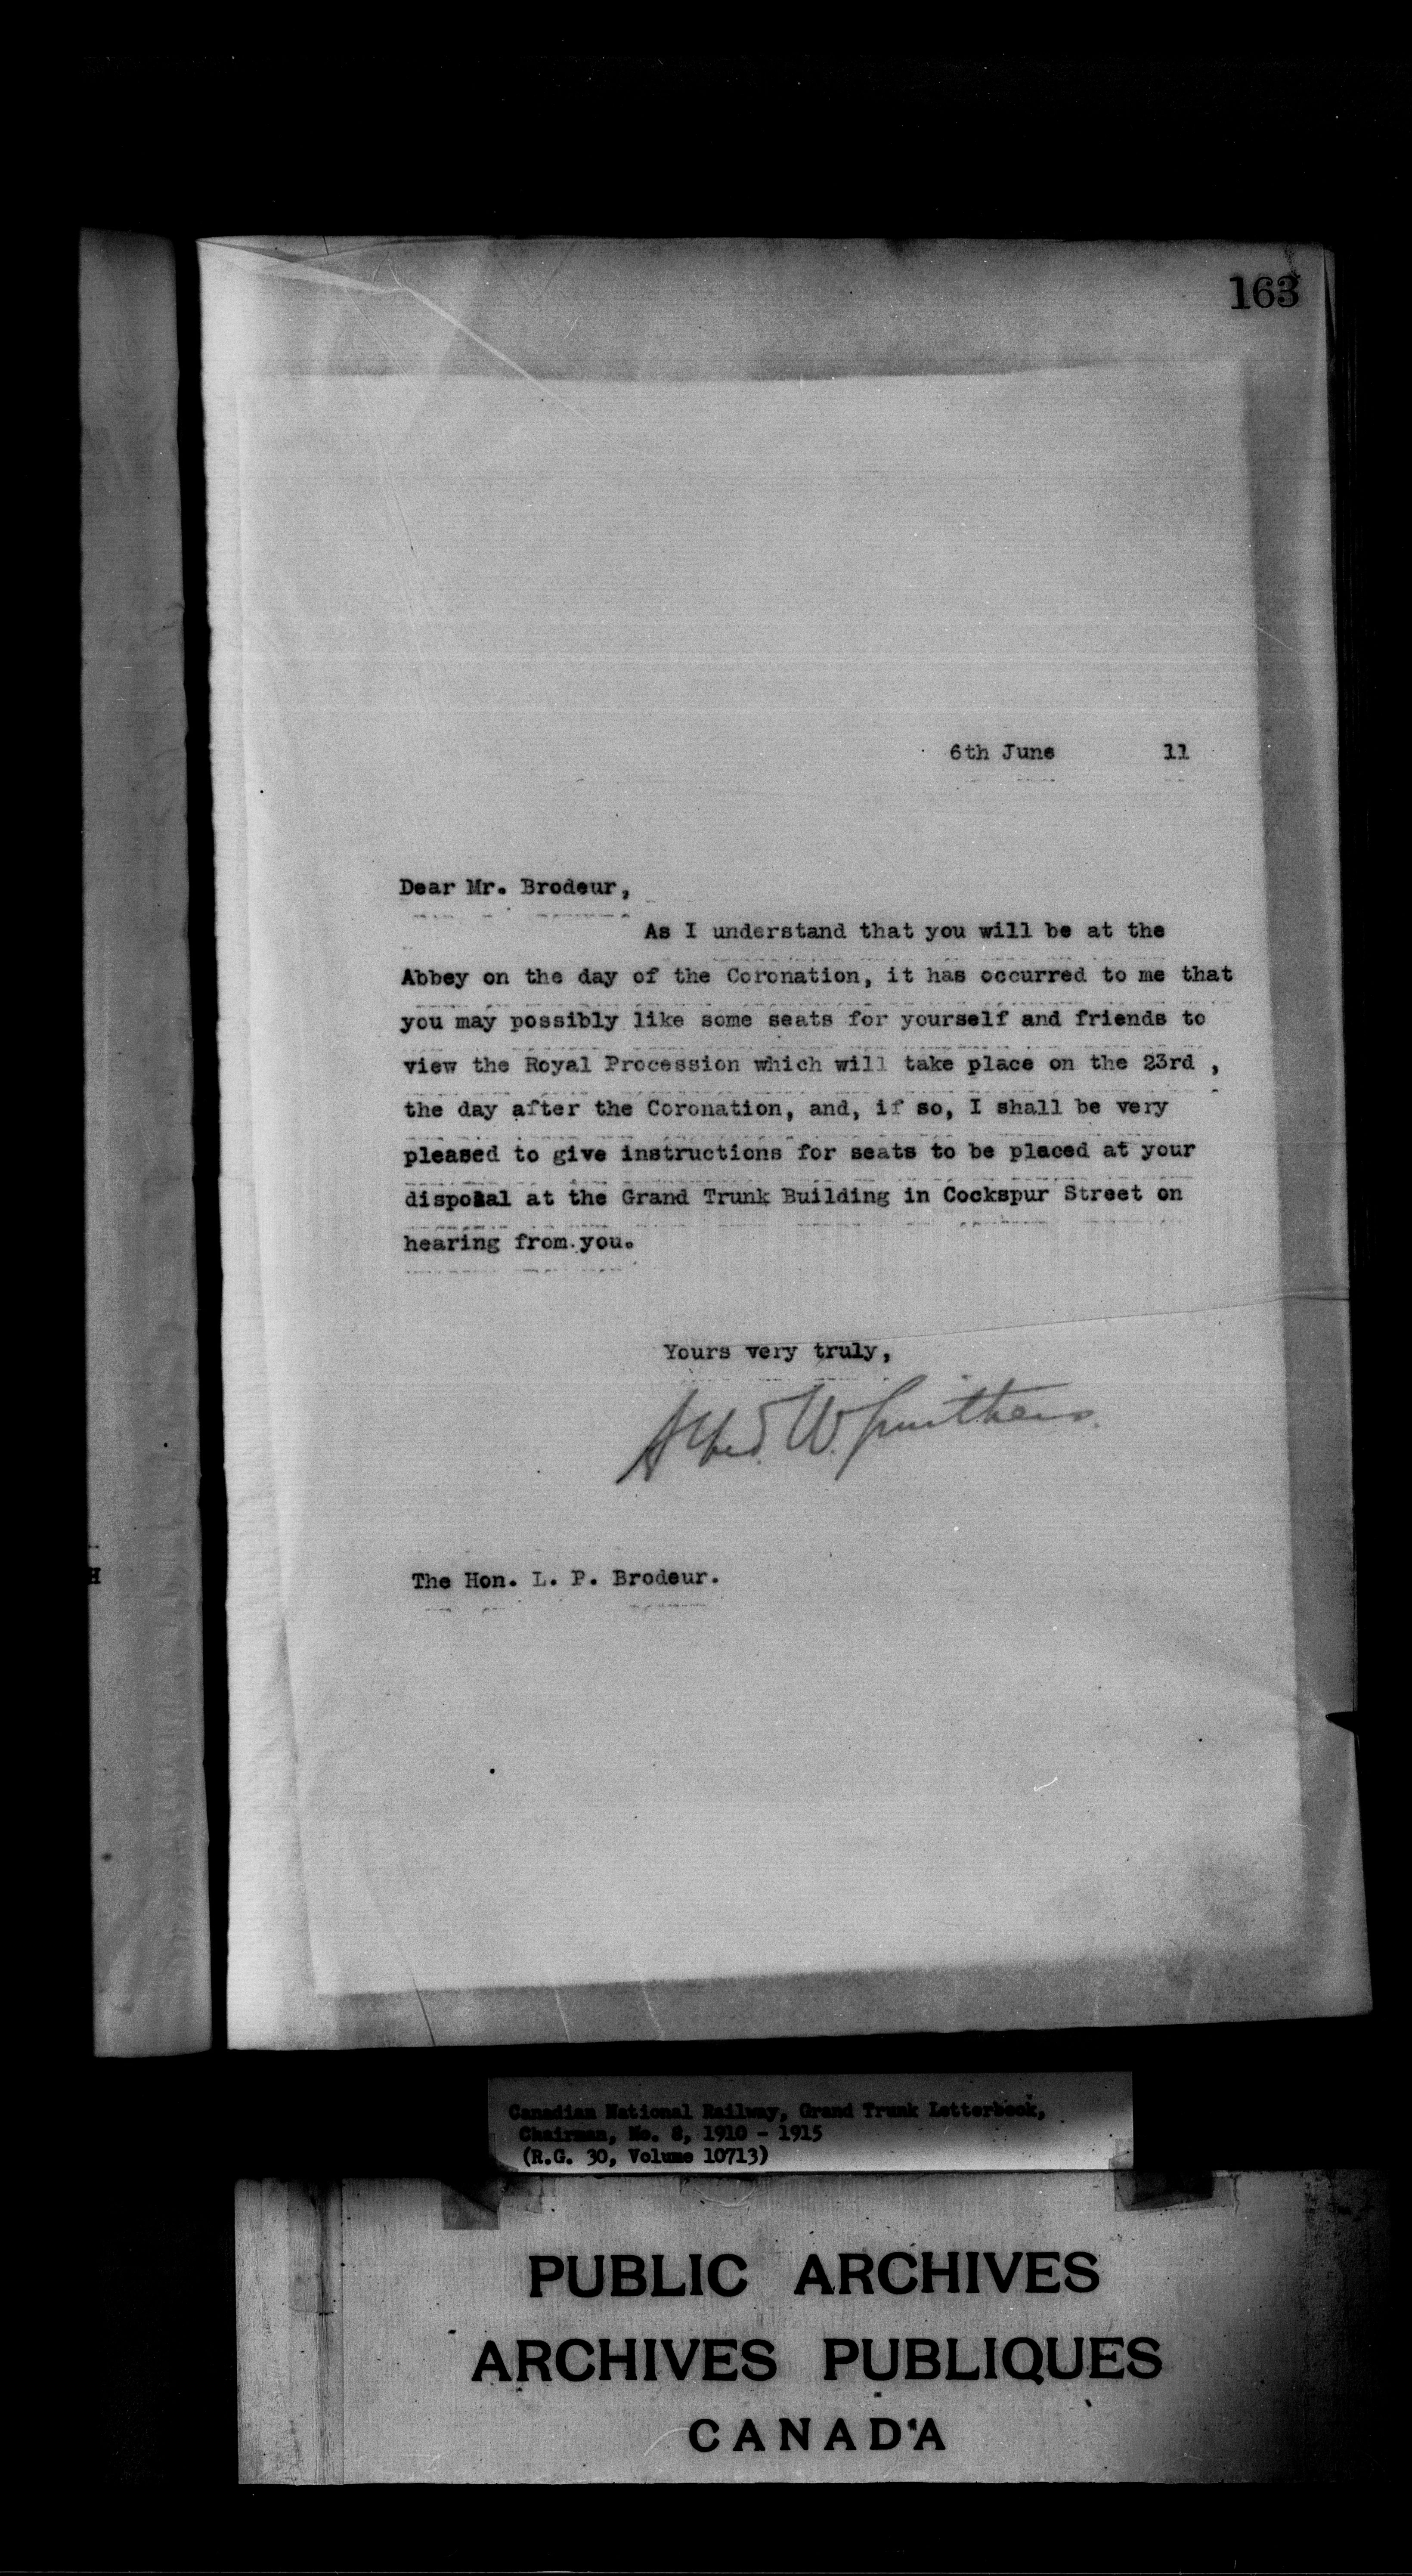 163
6th June 11
Dear Mr. Brodeur,
As I understand that you will be at the
Abbey on the day of the Coronation, it has occurred to me that
you may possibly like some seats for yourself and friends to
view the Royal Procession which will take place on the 23rd ,
the day after the Coronation, and, if so, I shall be very
pleased to give instructions for seats to be placed at your
disposal at the Grand Trunk Building in Cockspur Street on
hearing from you.
Yours very truly,
Alfred W. Smithers.
The Hon. L. P. Brodeur.
H
Canadian National Railway, Grand Trunk Letterbook,
Chairman, No. 8, 1910 - 1915
(R.G. 30, Volume 10713)
PUBLIC ARCHIVES
ARCHIVES PUBLIQUES
CANADA